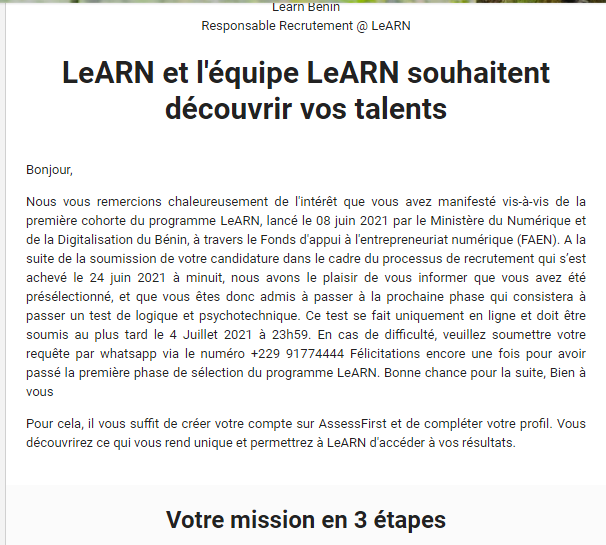 Learn Benin
Responsable Recrutement @ LeARN
LeARN et l'équipe LeARN souhaitent
découvrir vos talents
Bonjour,
Nous vous remercions chaleureusement de l'intérêt que vous avez manifesté vis-à-vis de la
première cohorte du programme LeARN, lancé le 08 juin 2021 par le Ministère du Numérique et
de la Digitalisation du Bénin, à travers le Fonds d'appui à l'entrepreneuriat numérique (FAEN). A la
suite de la soumission de votre candidature dans le cadre du processus de recrutement qui s'est
achevé le 24 juin 2021 à minuit, nous avons le plaisir de vous informer que vous avez été
présélectionné, et que vous êtes donc admis à passer à la prochaine phase qui consistera à
passer un test de logique et psychotechnique. Ce test se fait uniquement en ligne et doit être
soumis au plus tard le 4 Juillet 2021 à 23h59. En cas de difficulté, veuillez soumettre votre
requête par whatsapp via le numéro +229 91774444 Félicitations encore une fois pour avoir
passé la première phase de sélection du programme LeARN. Bonne chance pour la suite, Bien à
vous
Pour cela, il vous suffit de créer votre compte sur AssessFirst et de compléter votre profil. Vous
découvrirez ce qui vous rend unique et permettrez à LeARN d'accéder à vos résultats.
Votre mission en 3 étapes